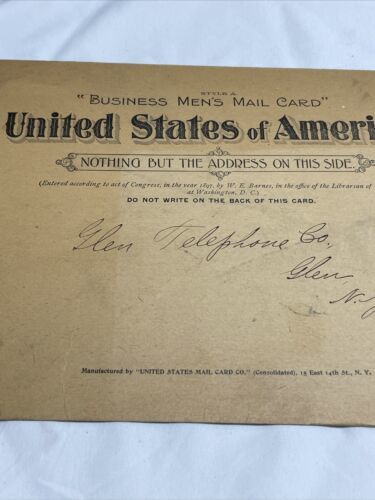 STYLE A.
"BUSINESS MEN'S MAIL CARD"
United States of Ameri
NOTHING BUT THE ADDRESS ON THIS SIDE.
(Entered according to act of Congress, in the year 1897, by W. E. Barnes, in the office of the Librarian of
at Washington, D. C.)
DO NOT WRITE ON THE BACK OF THIS CARD.
Glen Telephone Co,
Glen,
N.Y
Manufactured by "UNITED STATES MAIL CARD CO." (Consolidated), 15 East 14th St., N. Y.